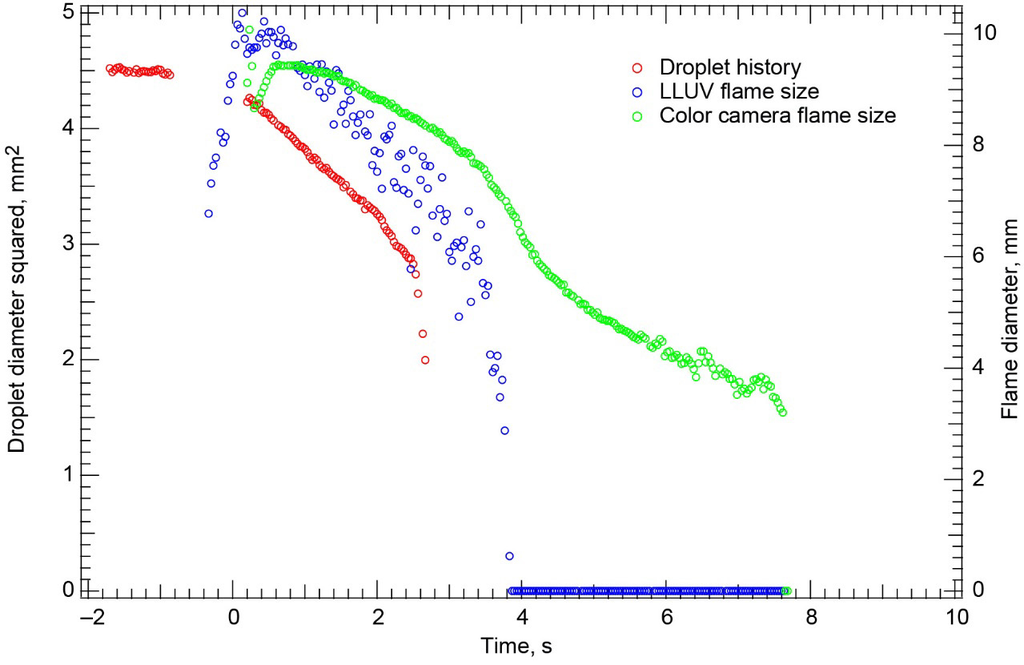 5
4
3
2
1
0
Droplet diameter squared, mm2
10
8
6
4
2
0
Flame diameter, mm
Droplet history
LLUV flame size
Color camera flame size
−2 0 2 4 6 8 10
Time, s